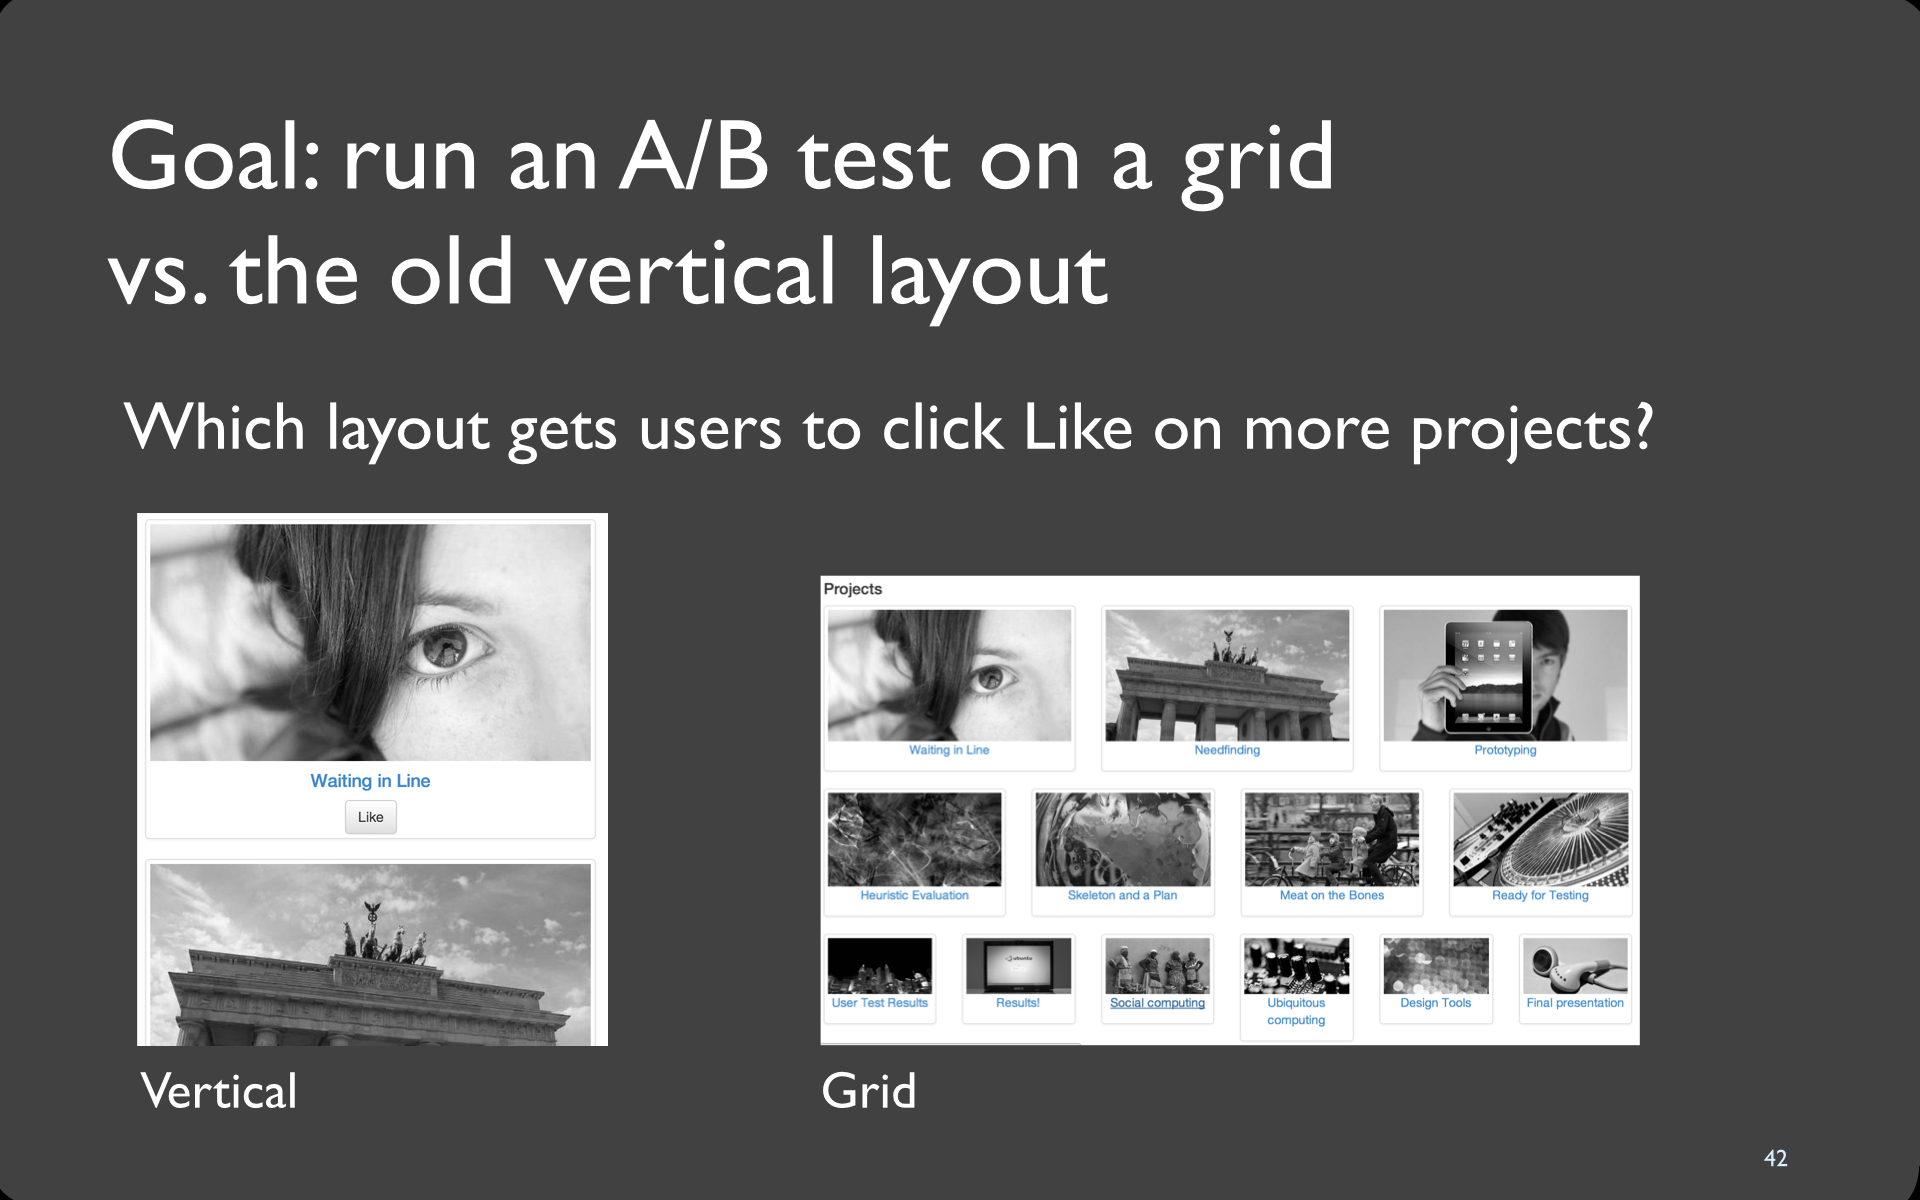 Goal: run an A/B test on a grid
vs. the old vertical layout
Which layout gets users to click Like on more projects?
Waiting in Line
Like
Vertical
Projects
Waiting in Line
Needfinding
Prototyping
Heuristic Evaluation
Skeleton and a Plan
Meat on the Bones
Ready for Testing
User Test Results
Results!
Social computing
Ubiquitous
computing
Design Tools
Final presentation
ubuntu
Grid
42